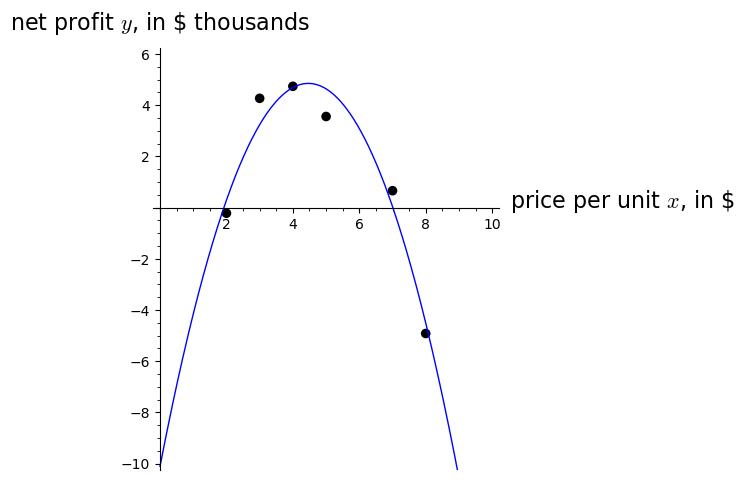 net profit y, in $ thousands
6
4
2
price per unit x, in $
2 4 6 8 10
−2
−4
−6
−8
−10